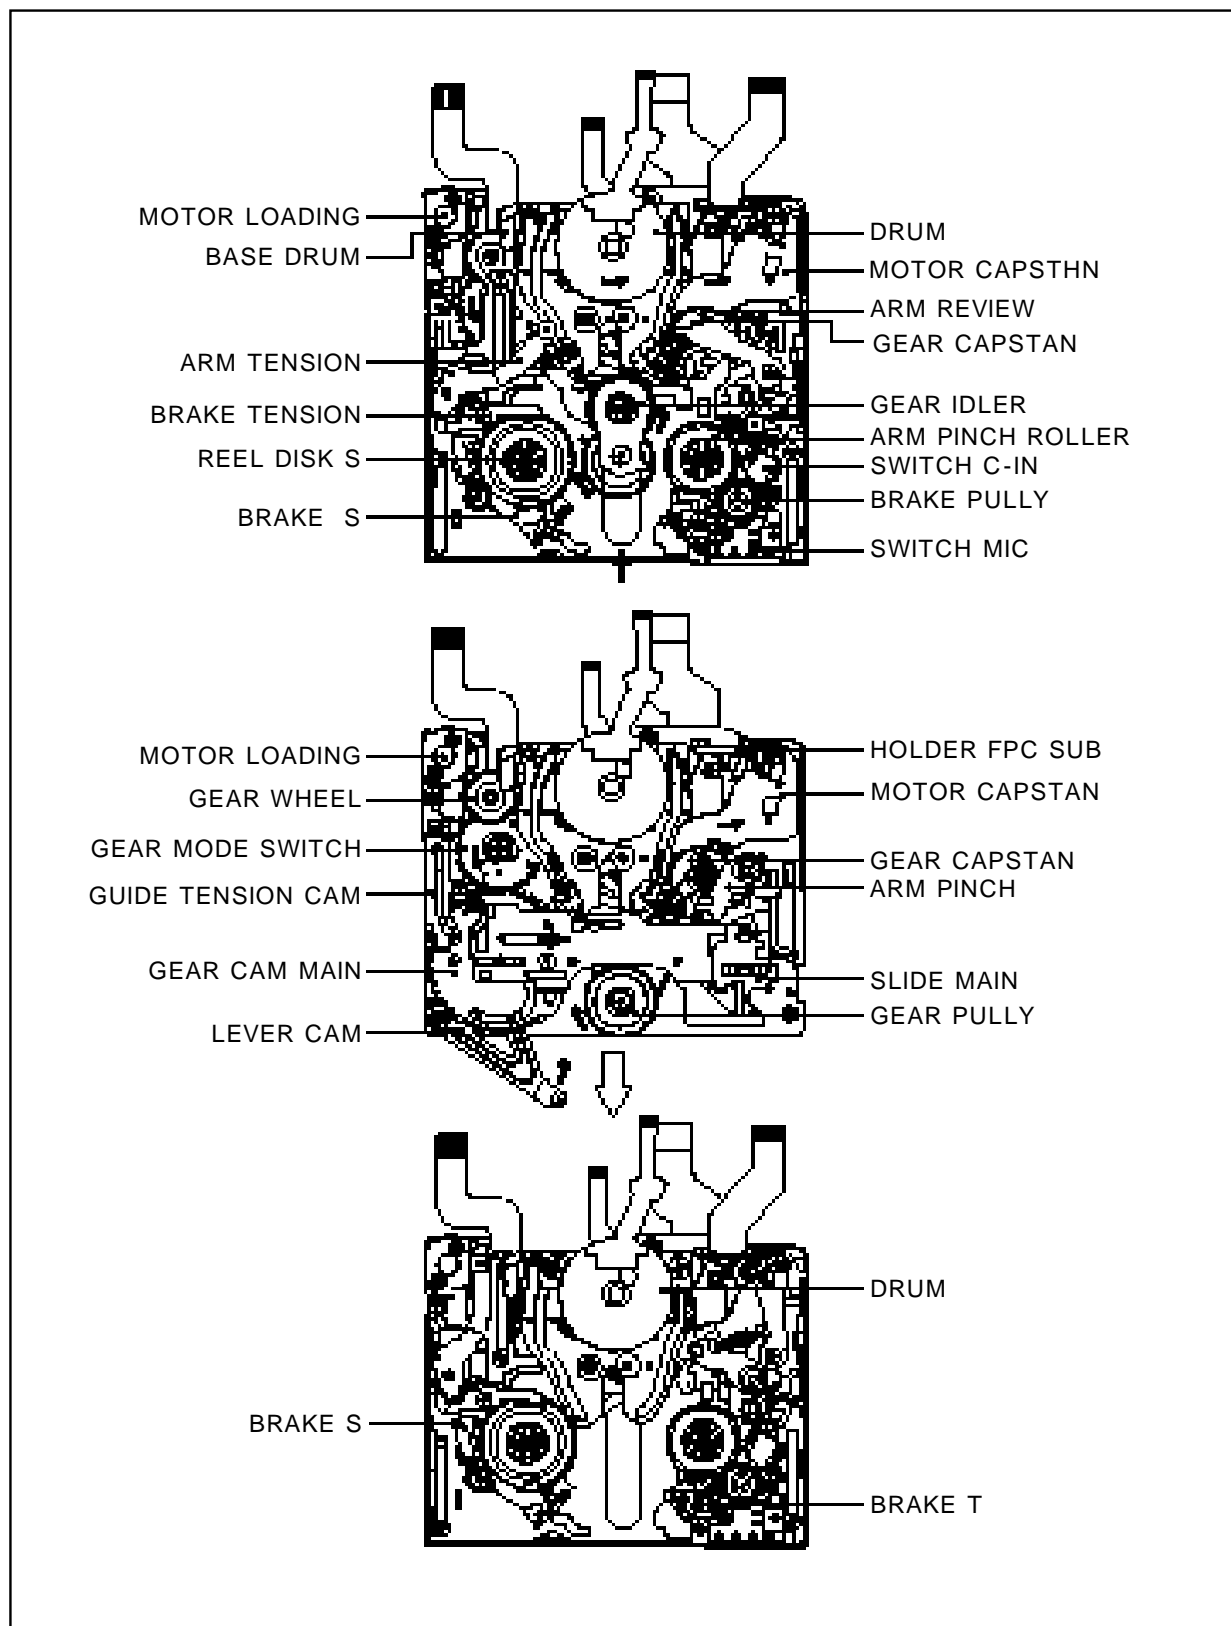 MOTOR LOADING
BASE DRUM
ARM TENSION
BRAKE TENSION
REEL DISK S
BRAKE S
DRUM
MOTOR CAPSTHN
ARM REVIEW
GEAR CAPSTAN
GEAR IDLER
ARM PINCH ROLLER
SWITCH C-IN
BRAKE PULLY
SWITCH MIC
MOTOR LOADING
GEAR WHEEL
GEAR MODE SWITCH
GUIDE TENSION CAM
GEAR CAM MAIN
LEVER CAM
HOLDER FPC SUB
MOTOR CAPSTAN
GEAR CAPSTAN
ARM PINCH
SLIDE MAIN
GEAR PULLY
BRAKE S
DRUM
BRAKE T